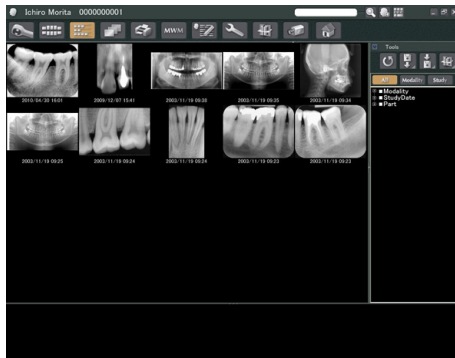 Ichiro Morita 0000000001
MWM
Tools
All Modality Study
Modality
StudyDate
Part
2010/04/30 16:01
2009/12/07 15:41
2003/11/19 09:38
2003/11/19 09:35
2003/11/19 09:34
2003/11/19 09:25
2003/11/19 09:24
2003/11/19 09:24
2003/11/19 09:23
2003/11/19 09:23